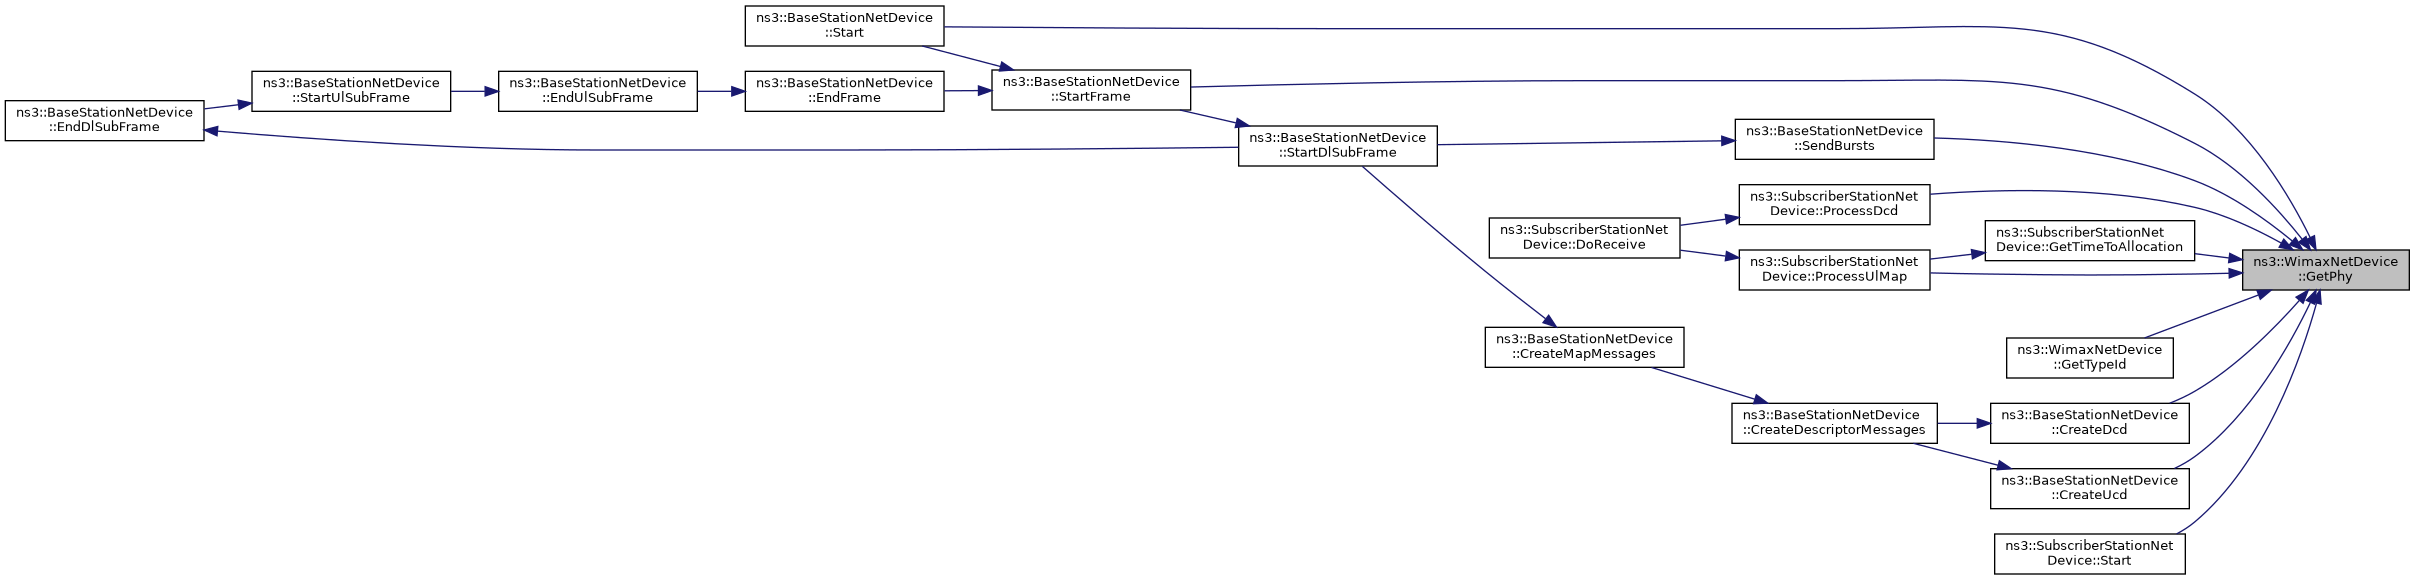 ns3::BaseStationNetDevice
::Start
ns3::BaseStationNetDevice
::StartUlSubFrame
ns3::BaseStationNetDevice
::EndUlSubFrame
ns3::BaseStationNetDevice
::EndFrame
ns3::BaseStationNetDevice
::StartFrame
ns3::BaseStationNetDevice
::EndDlSubFrame
ns3::BaseStationNetDevice
::StartDlSubFrame
ns3::BaseStationNetDevice
::SendBursts
ns3::SubscriberStationNet
Device::ProcessDcd
ns3::SubscriberStationNet
Device::DoReceive
ns3::SubscriberStationNet
Device::GetTimeToAllocation
ns3::SubscriberStationNet
Device::ProcessUlMap
ns3::WimaxNetDevice
::GetPhy
ns3::BaseStationNetDevice
::CreateMapMessages
ns3::WimaxNetDevice
::GetTypeId
ns3::BaseStationNetDevice
::CreateDescriptorMessages
ns3::BaseStationNetDevice
::CreateDcd
ns3::BaseStationNetDevice
::CreateUcd
ns3::SubscriberStationNet
Device::Start